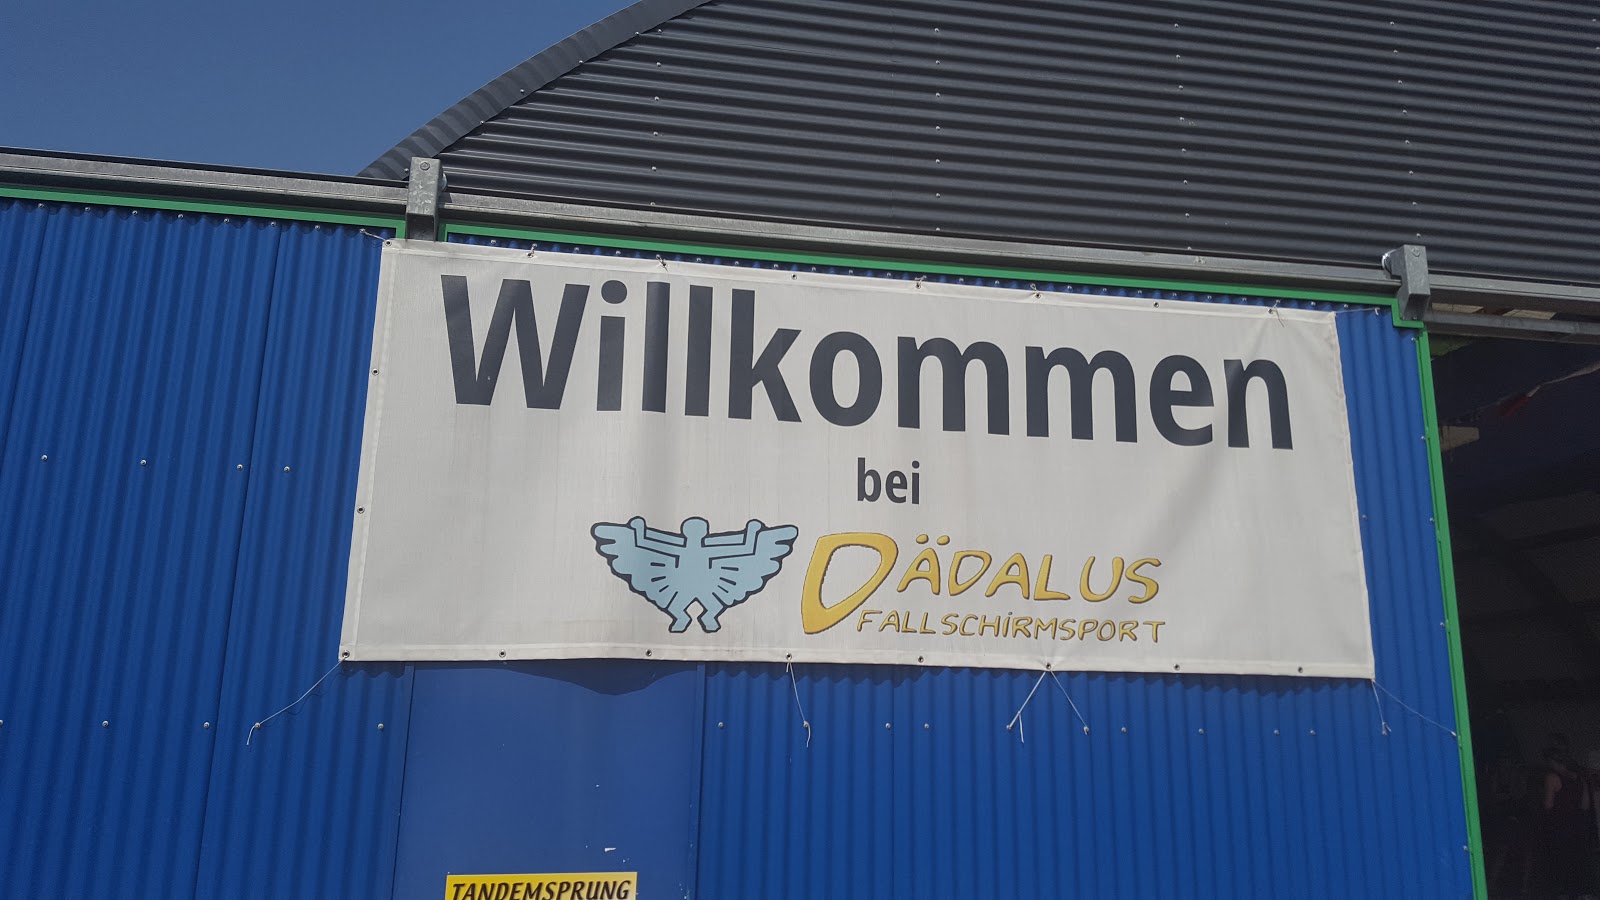 Willkommen
bei
DÄDALUS
FALLSCHIRMSPORT
TANDEMSPRUNG